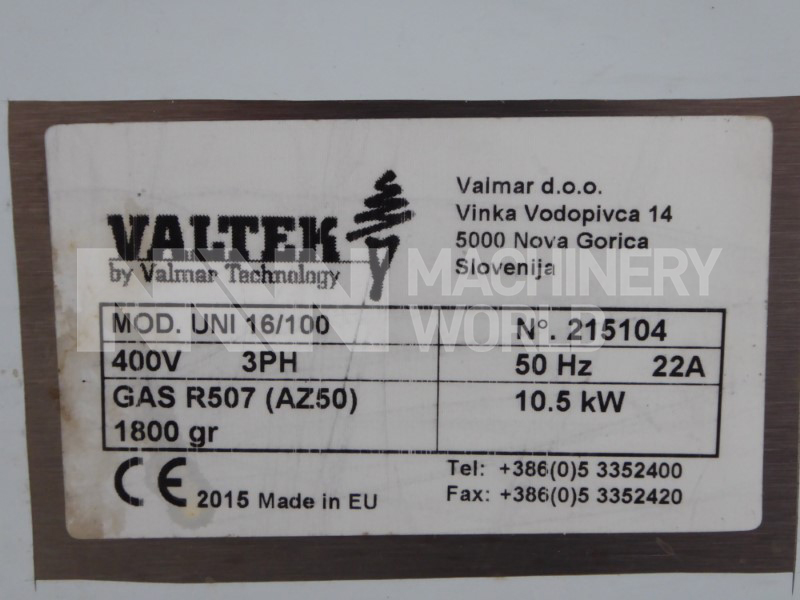 VALTEK
by Valmar Technology
Valmar d.o.o.
Vinka Vodopivca 14
5000 Nova Gorica
Slovenija
MACHINERY
WORLD
MOD. UNI 16/100 N°. 215104
400V 3PH 50 Hz 22A
GAS R507 (AZ50) 10.5 kW
1800 gr
CE 2015 Made in EU
Tel: +386(0)5 3352400
Fax: +386(0)5 3352420